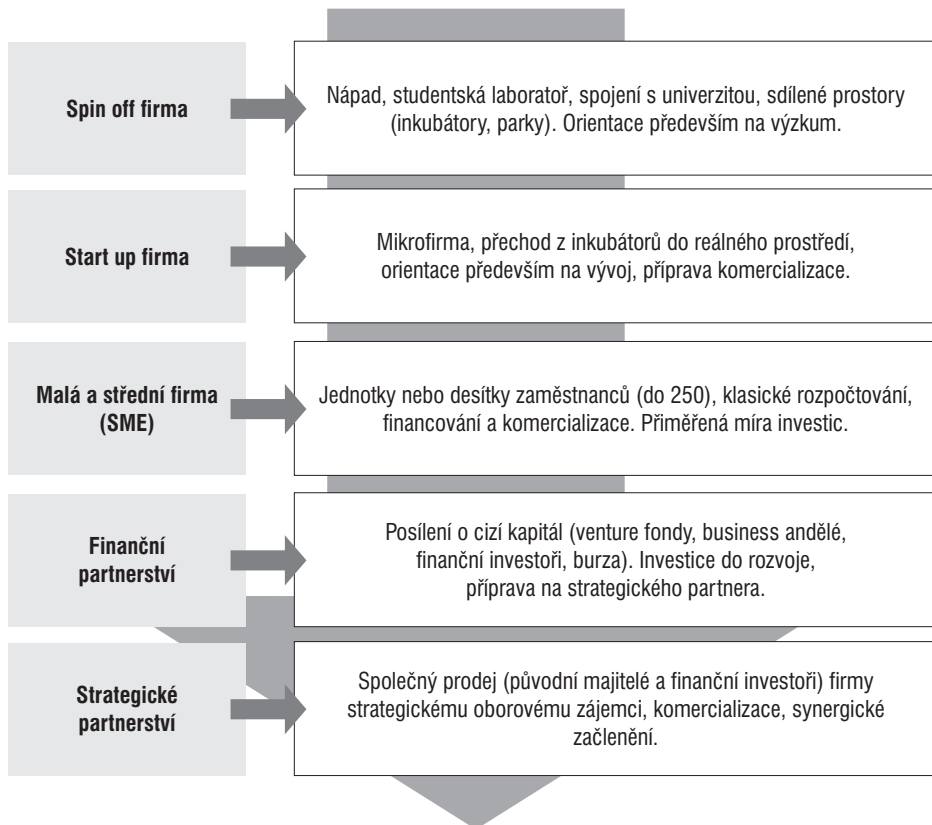 Spin off firma
Nápad, studentská laboratoř, spojení s univerzitou, sdílené prostory
(inkubátory, parky). Orientace především na výzkum.
Start up firma
Mikrofirma, přechod z inkubátorů do reálného prostředí,
orientace především na vývoj, příprava komercializace.
Malá a střední firma
(SME)
Jednotky nebo desítky zaměstnanců (do 250), klasické rozpočtování,
financování a komercializace. Přiměřená míra investic.
Finanční
partnerství
Posílení o cizí kapitál (venture fondy, business andělé,
finanční investoři, burza). Investice do rozvoje,
příprava na strategického partnera.
Strategické
partnerství
Společný prodej (původní majitelé a finanční investoři) firmy
strategickému oborovému zájemci, komercializace, synergické
začlenění.